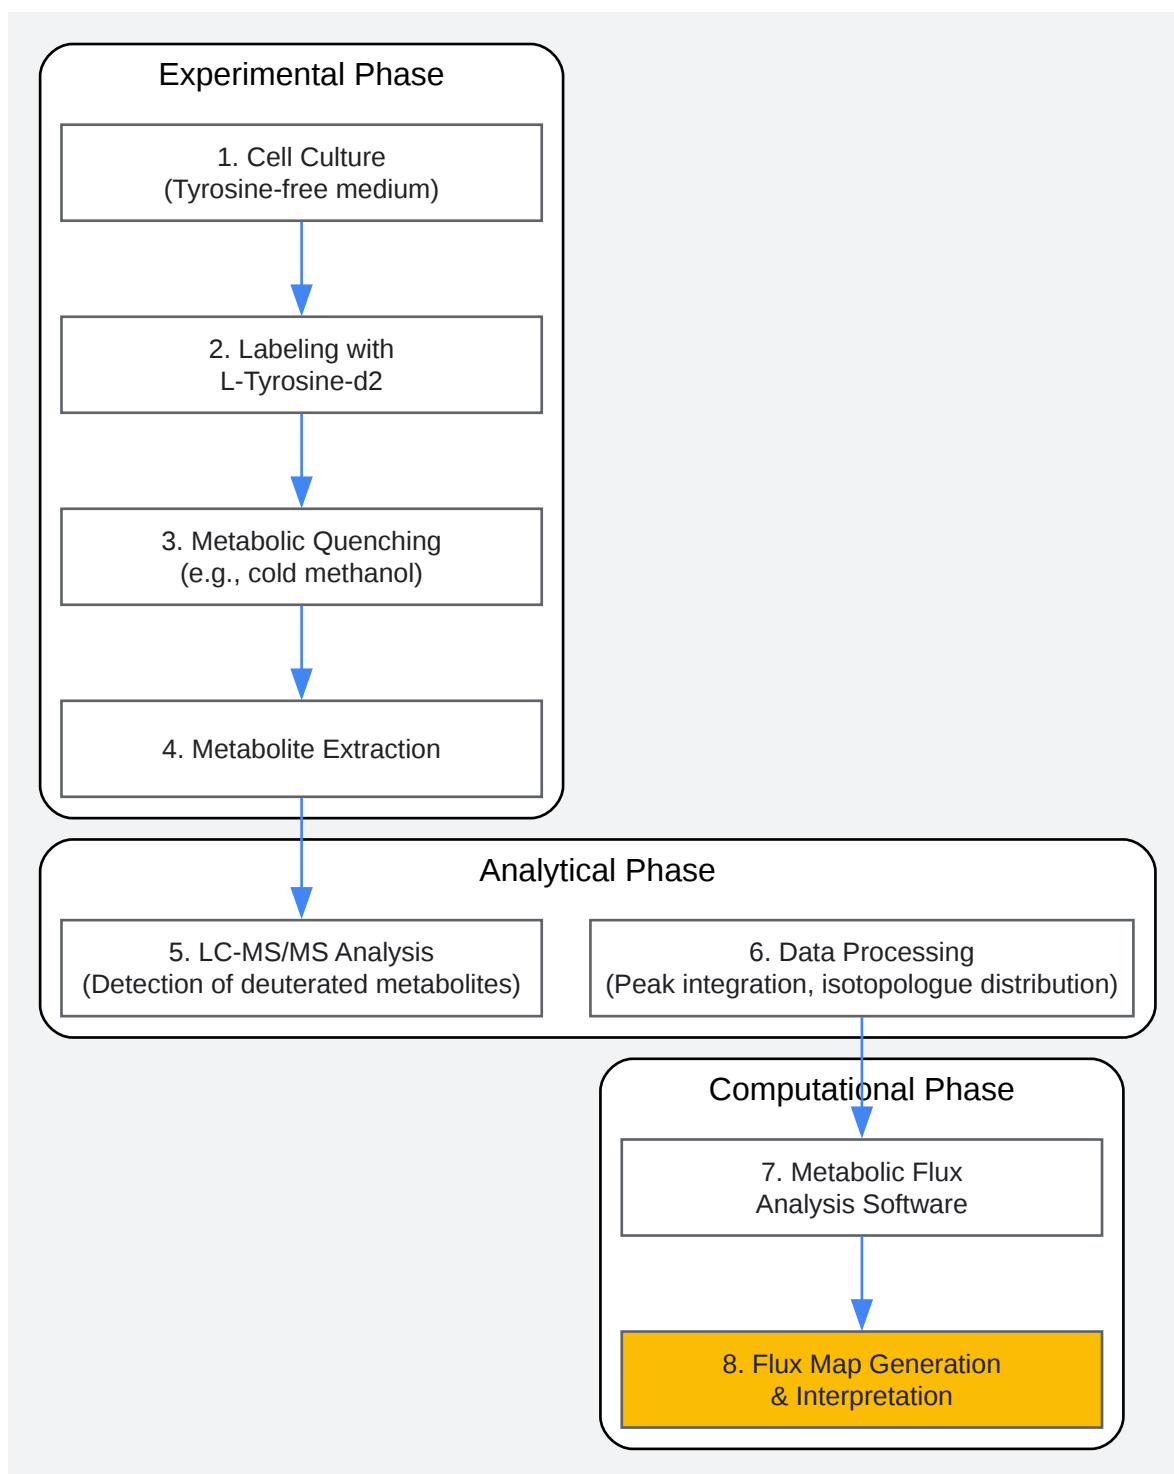 Experimental Phase
1. Cell Culture
(Tyrosine-free medium)
2. Labeling with
L-Tyrosine-d2
3. Metabolic Quenching
(e.g., cold methanol)
4. Metabolite Extraction
Analytical Phase
5. LC-MS/MS Analysis
(Detection of deuterated metabolites)
6. Data Processing
(Peak integration, isotopologue distribution)
Computational Phase
7. Metabolic Flux
Analysis Software
8. Flux Map Generation
& Interpretation